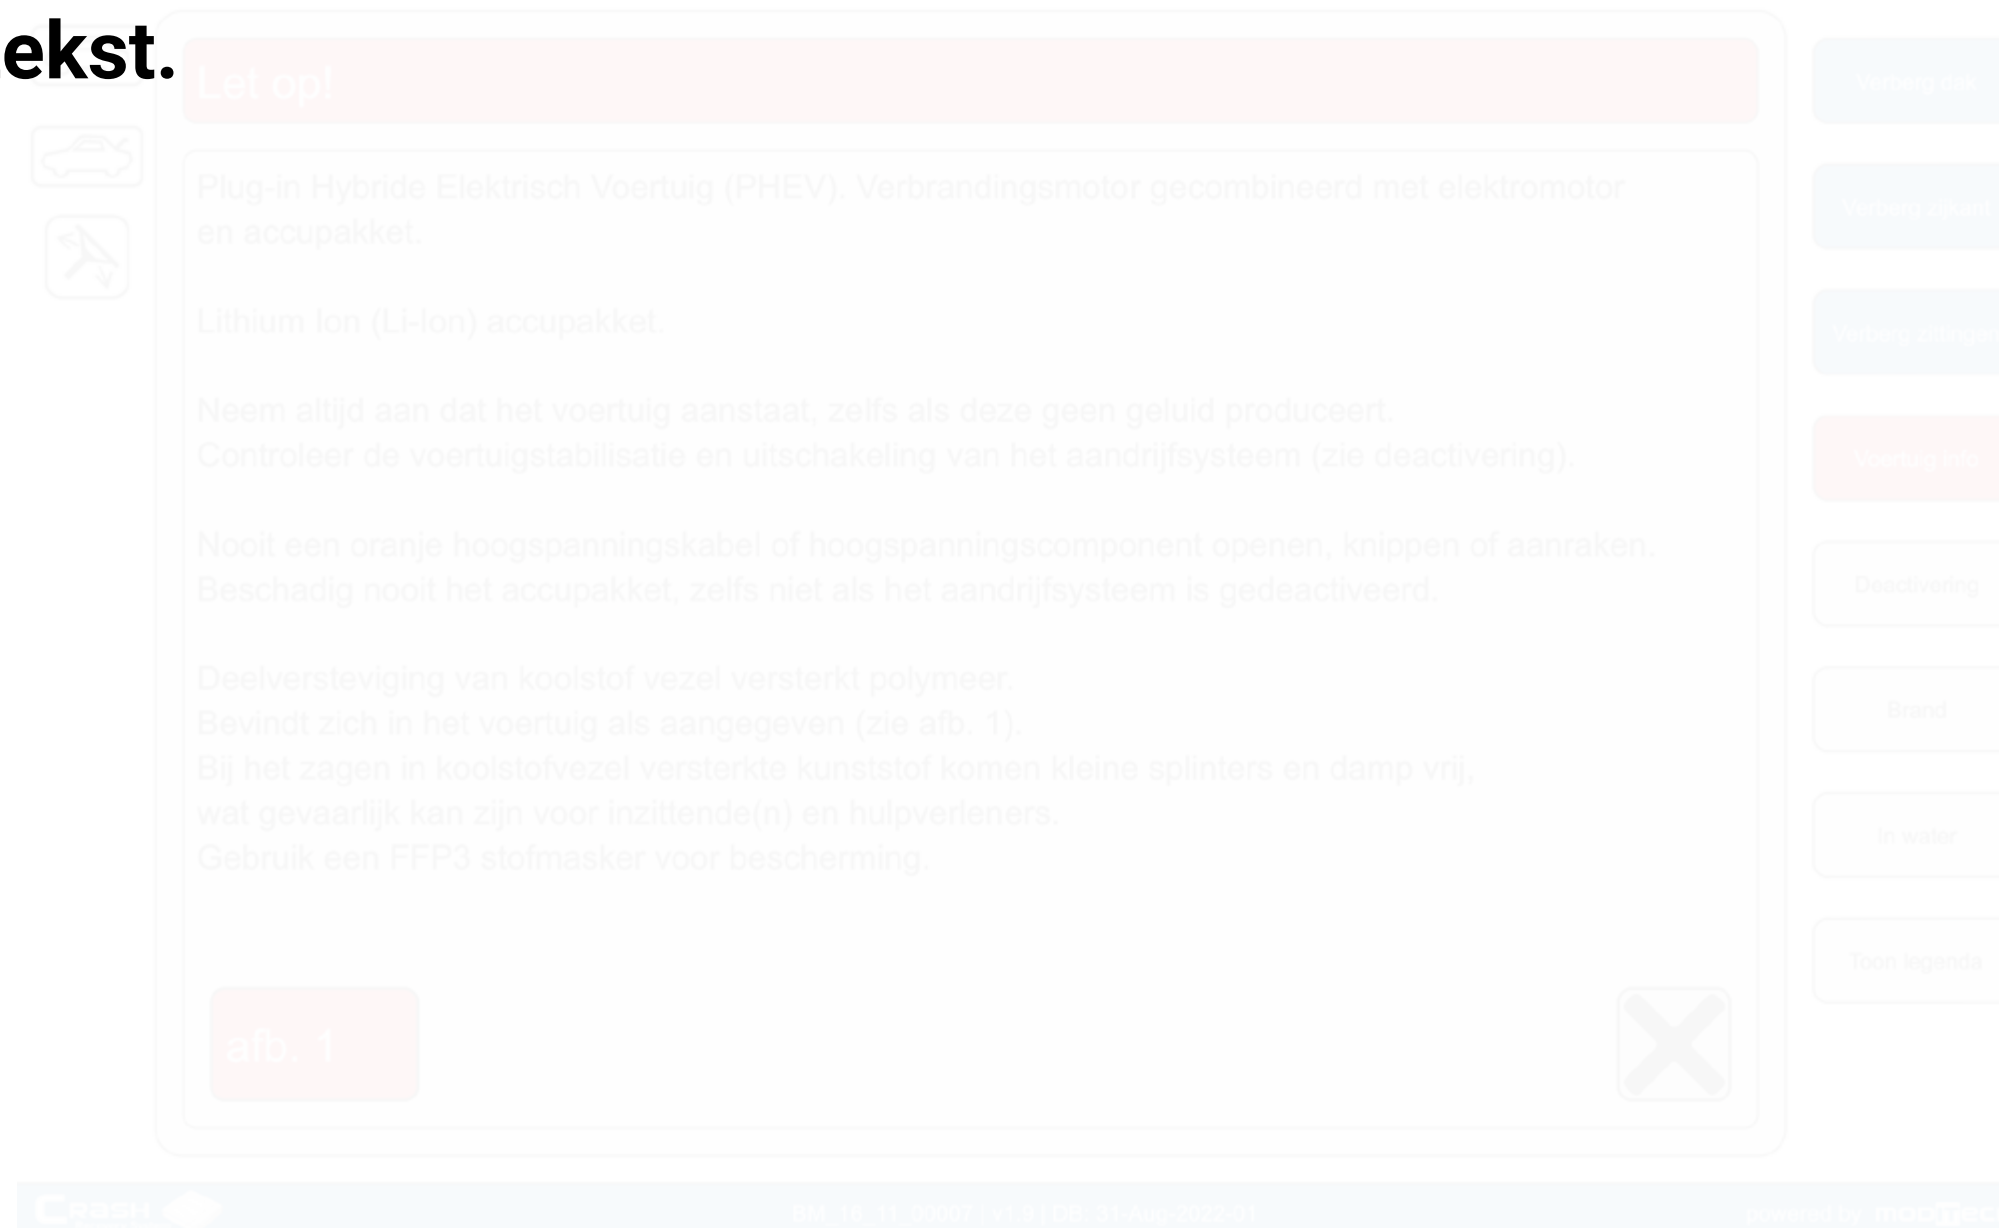 ekst.
Let op!
Verberg dak
Plug-in Hybride Elektrisch Voertuig (PHEV). Verbrandingsmotor gecombineerd met elektromotor
en accupakket.
Verberg zijkant
Lithium Ion (Li-Ion) accupakket.
Verberg zittingen
Neem altijd aan dat het voertuig aanstaat, zelfs als deze geen geluid produceert.
Controleer de voertuigstabilisatie en uitschakeling van het aandrijfsysteem (zie deactivering).
Voertuig info
Nooit een oranje hoogspanningskabel of hoogspanningscomponent openen, knippen of aanraken.
Beschadig nooit het accupakket, zelfs niet als het aandrijfsysteem is gedeactiveerd.
Deactivering
Deelversteviging van koolstof vezel versterkt polymeer.
Bevindt zich in het voertuig als aangegeven (zie afb. 1).
Brand
Bij het zagen in koolstofvezel versterkte kunststof komen kleine splinters en damp vrij,
wat gevaarlijk kan zijn voor inzittende(n) en hulpverleners.
Gebruik een FFP3 stofmasker voor bescherming.
In water
Toon legenda
afb. 1
Crash
BM_16_11_00007 | v1.9 | DB: 31-Aug-2022-01
powered by